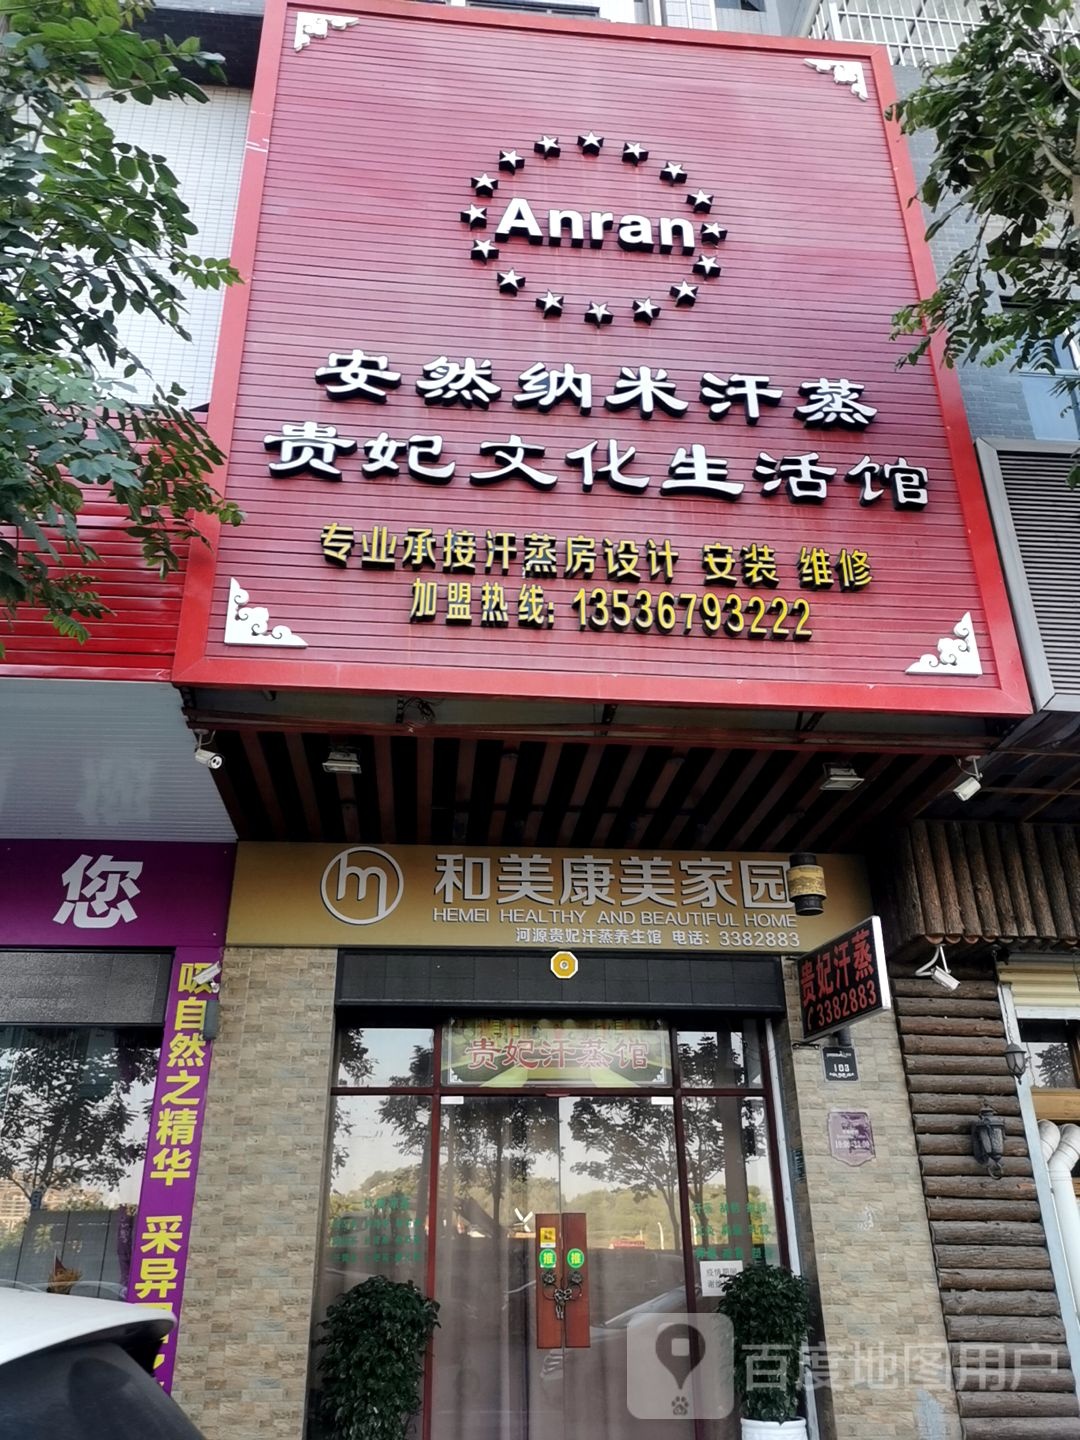 Anran
安然纳米汗蒸
贵妃文化生活馆
专业承接汗蒸房设计 安装 维修
加盟热线: 13536793222
hm 和美康美家园
HEMEI HEALTHY AND BEAUTIFUL HOME
河源贵妃汗蒸养生馆 电话: 3382883
您
吸自然之精华 采异
贵妃汗蒸
3382883
贵妃汗蒸馆
103
推 推
百度地图用户